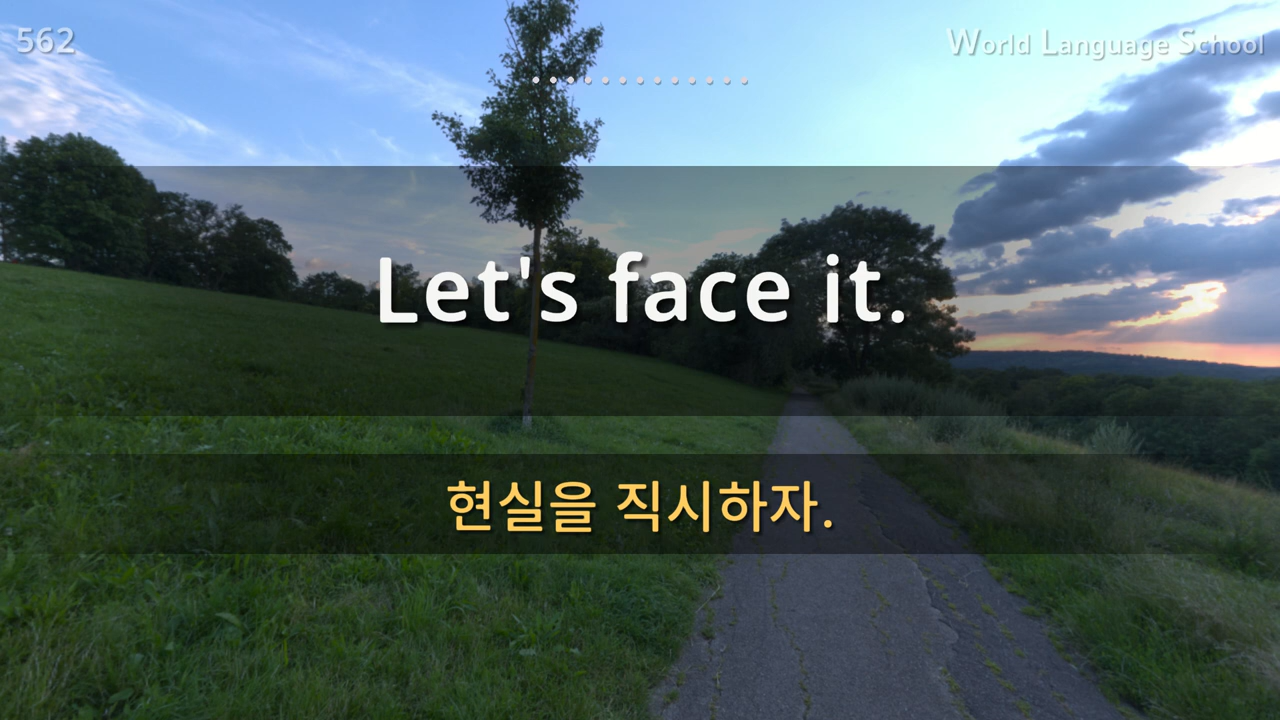 562
World Language School
Let's face it.
현실을 직시하자.